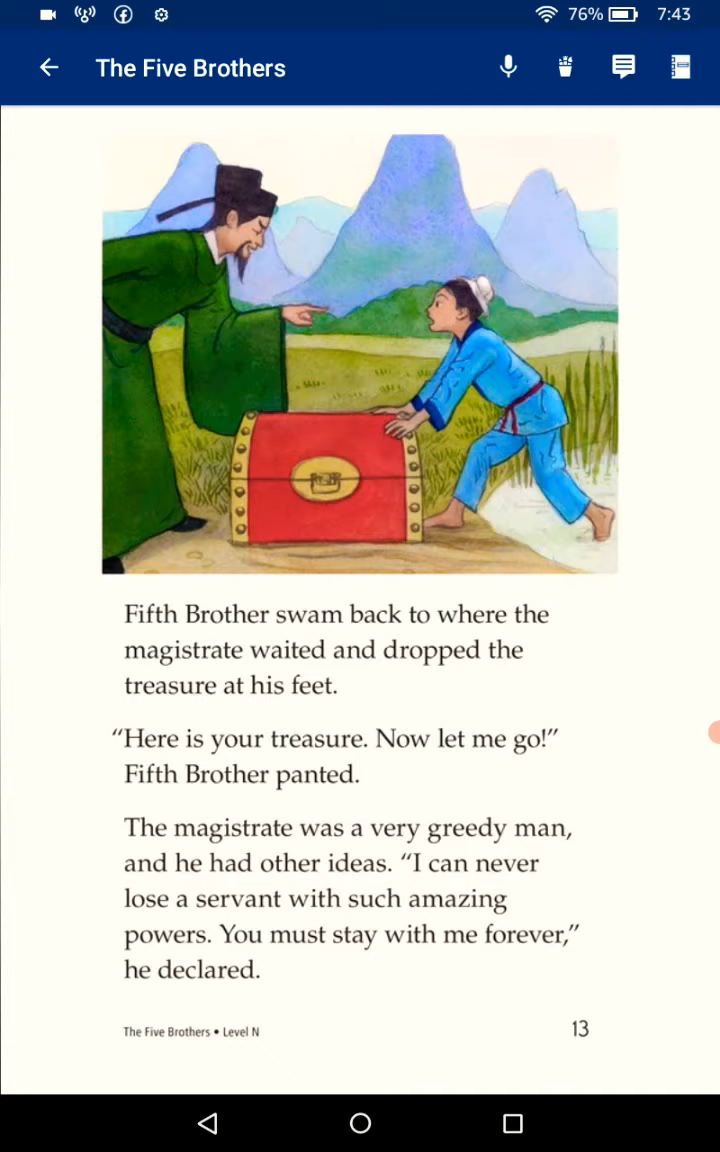 76% 7:43
The Five Brothers
Fifth Brother swam back to where the
magistrate waited and dropped the
treasure at his feet.
“Here is your treasure. Now let me go!”
Fifth Brother panted.
The magistrate was a very greedy man,
and he had other ideas. “I can never
lose a servant with such amazing
powers. You must stay with me forever,”
he declared.
The Five Brothers • Level N 13